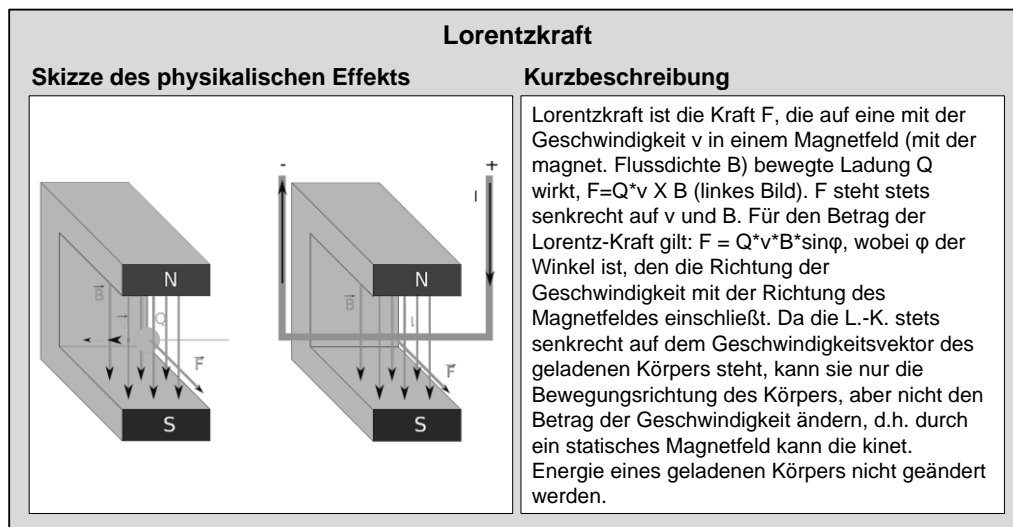 Lorentzkraft
Skizze des physikalischen Effekts
N
B
Q
F
S
-
+
I
N
B
l
F
S
Kurzbeschreibung
Lorentzkraft ist die Kraft F, die auf eine mit der
Geschwindigkeit v in einem Magnetfeld (mit der
magnet. Flussdichte B) bewegte Ladung Q
wirkt, F=Q*v X B (linkes Bild). F steht stets
senkrecht auf v und B. Für den Betrag der
Lorentz-Kraft gilt: F = Q*v*B*sinφ, wobei φ der
Winkel ist, den die Richtung der
Geschwindigkeit mit der Richtung des
Magnetfeldes einschließt. Da die L.-K. stets
senkrecht auf dem Geschwindigkeitsvektor des
geladenen Körpers steht, kann sie nur die
Bewegungsrichtung des Körpers, aber nicht den
Betrag der Geschwindigkeit ändern, d.h. durch
ein statisches Magnetfeld kann die kinet.
Energie eines geladenen Körpers nicht geändert
werden.